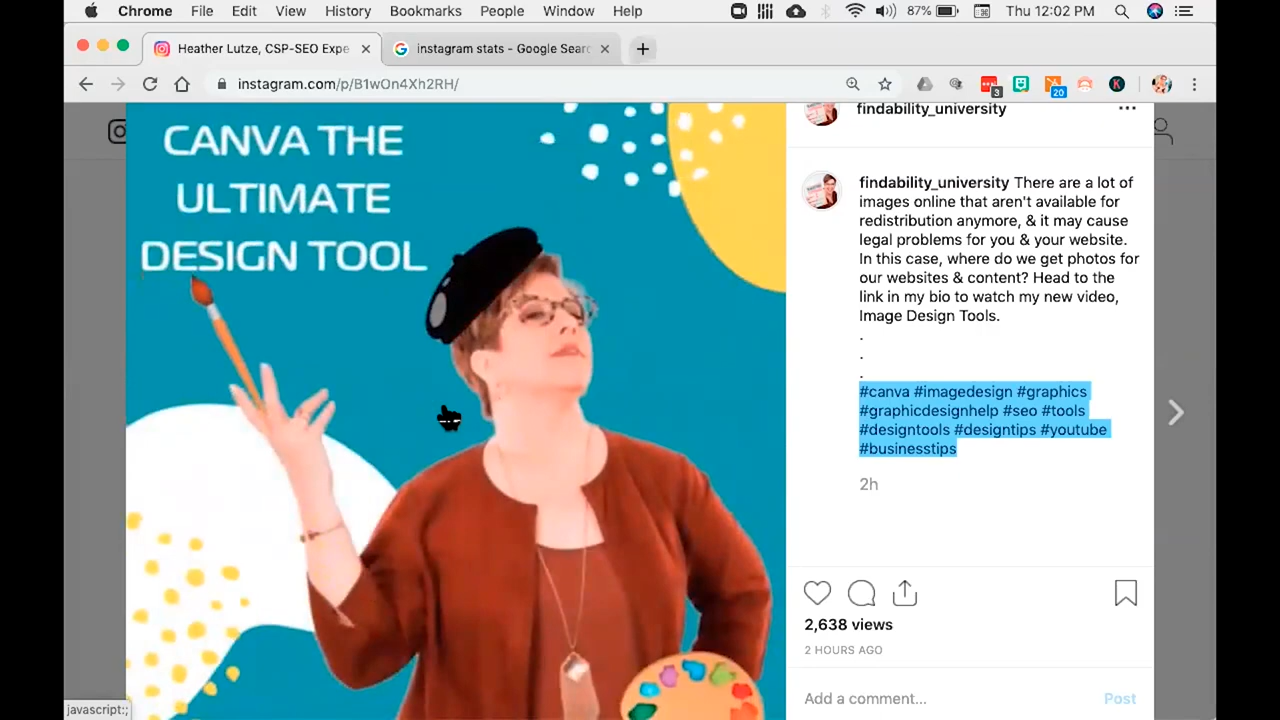 Chrome File Edit View History Bookmarks People Window Help 87% Thu 12:02 PM
Heather Lutze, CSP-SEO Expe instagram stats - Google Searc
instagram.com/p/B1wOn4Xh2RH/ 3 20 K
CANVA THE
ULTIMATE
DESIGN TOOL
findability_university
findability_university There are a lot of
images online that aren't available for
redistribution anymore, & it may cause
legal problems for you & your website.
In this case, where do we get photos for
our websites & content? Head to the
link in my bio to watch my new video,
Image Design Tools.
.
.
.
#canva #imagedesign #graphics
#graphicdesignhelp #seo #tools
#designtools #designtips #youtube
#businesstips
2h
2,638 views
2 HOURS AGO
Add a comment... Post
javascript:;